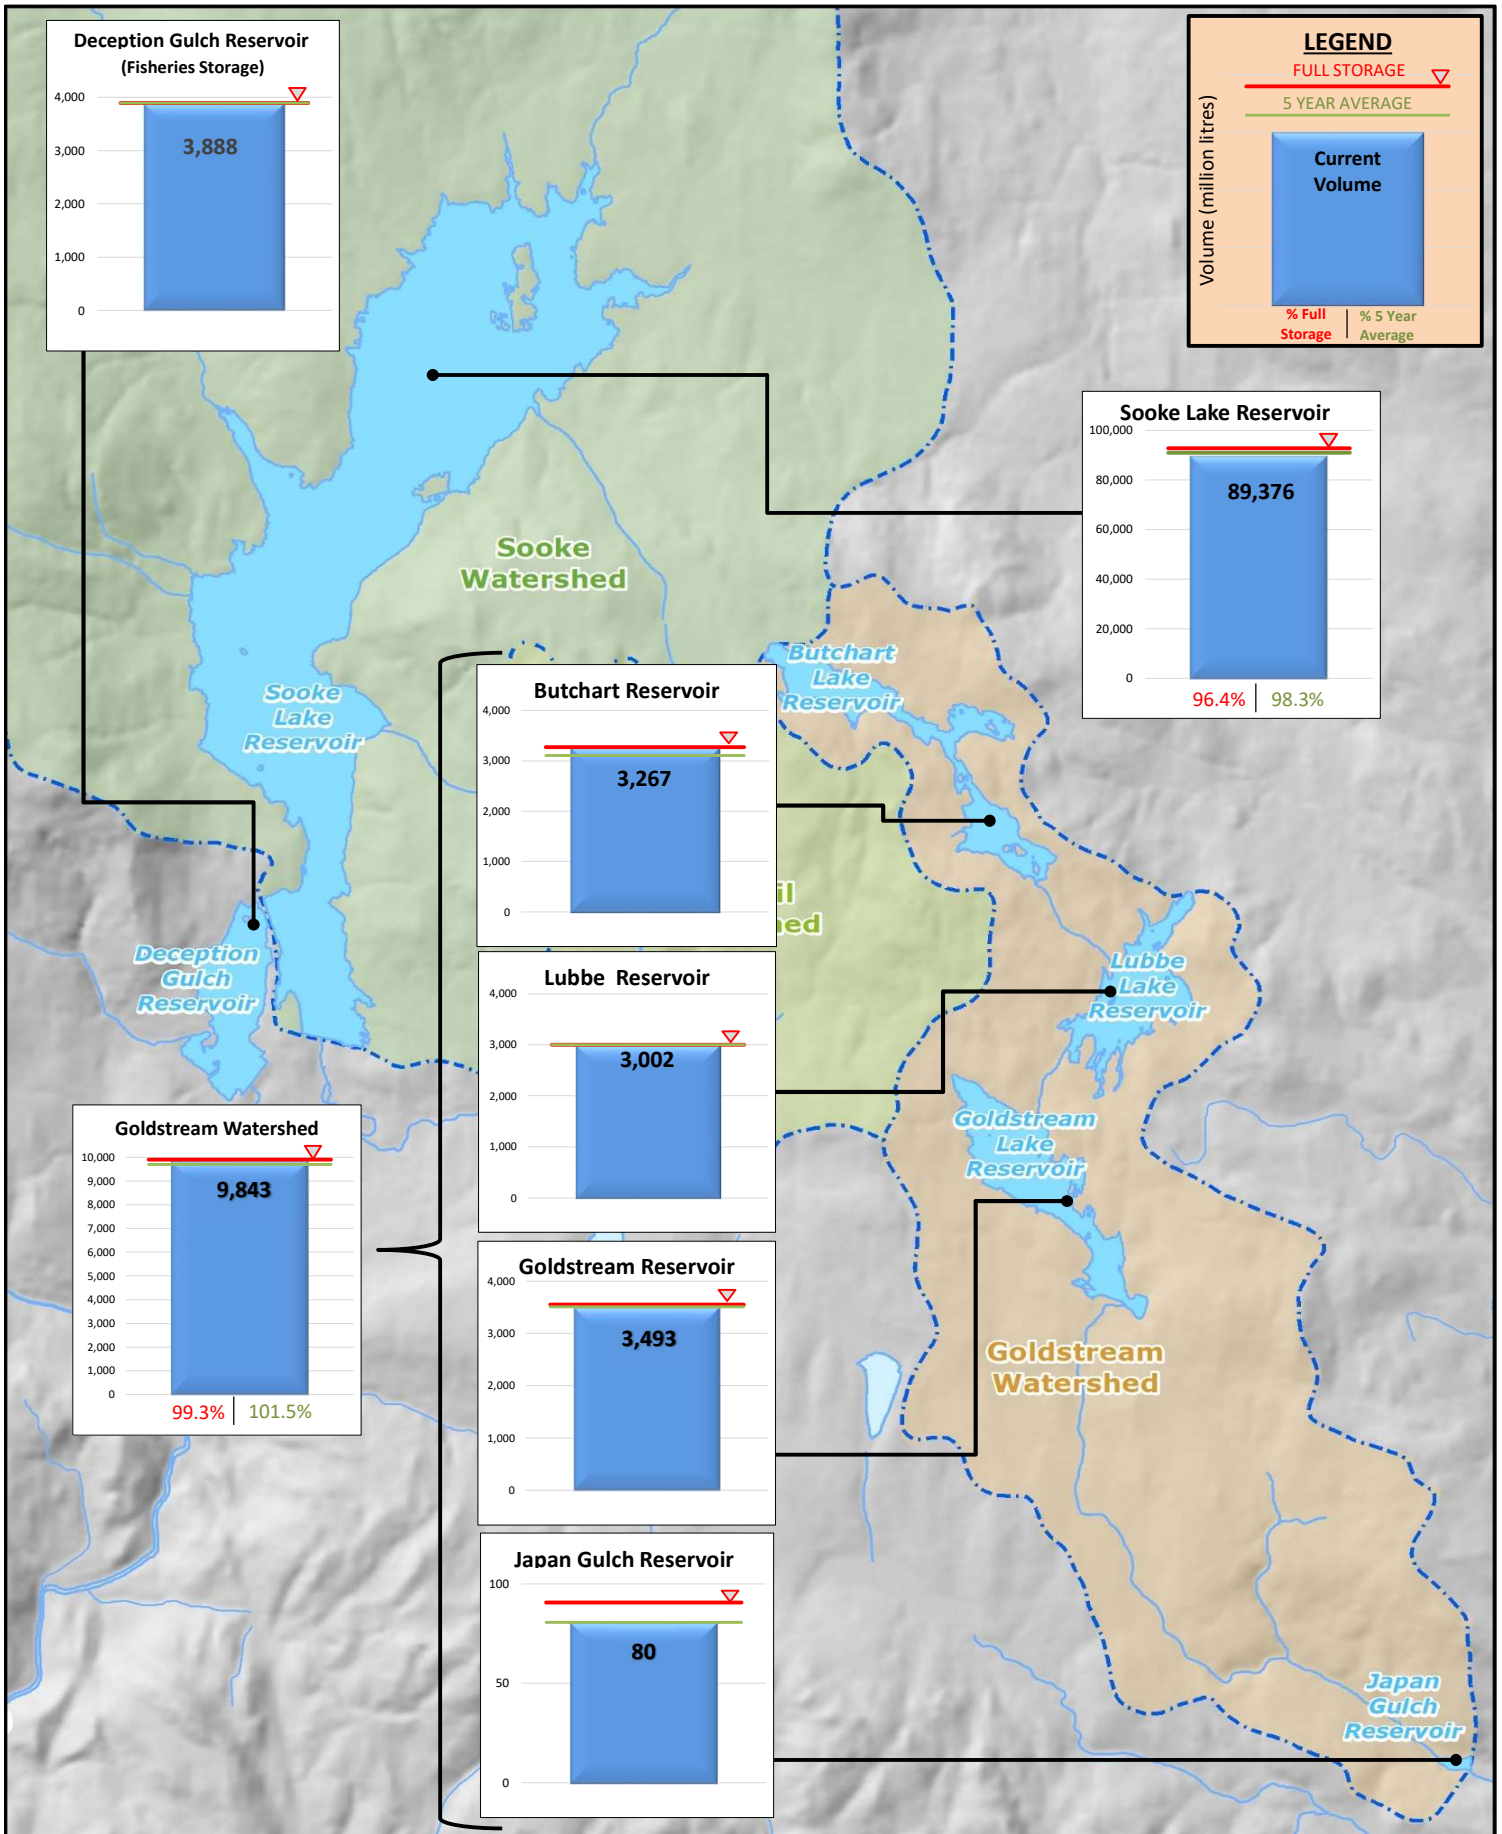 Deception Gulch Reservoir
(Fisheries Storage)
4,000
3,000
2,000
1,000
0
3,888
LEGEND
FULL STORAGE
5 YEAR AVERAGE
Volume (million litres)
Current
Volume
% Full
Storage
% 5 Year
Average
Sooke Lake Reservoir
100,000
80,000
60,000
40,000
20,000
0
89,376
96.4% | 98.3%
Sooke
Watershed
Sooke
Lake
Reservoir
Butchart
Lake
Reservoir
Butchart Reservoir
4,000
3,000
2,000
1,000
0
3,267
il
ed
Deception
Gulch
Reservoir
Lubbe
Lake
Reservoir
Lubbe Reservoir
4,000
3,000
2,000
1,000
0
3,002
Goldstream
Lake
Reservoir
Goldstream Watershed
10,000
9,000
8,000
7,000
6,000
5,000
4,000
3,000
2,000
1,000
0
9,843
99.3% | 101.5%
Goldstream Reservoir
4,000
3,000
2,000
1,000
0
3,493
Goldstream
Watershed
Japan Gulch Reservoir
100
50
0
80
Japan
Gulch
Reservoir